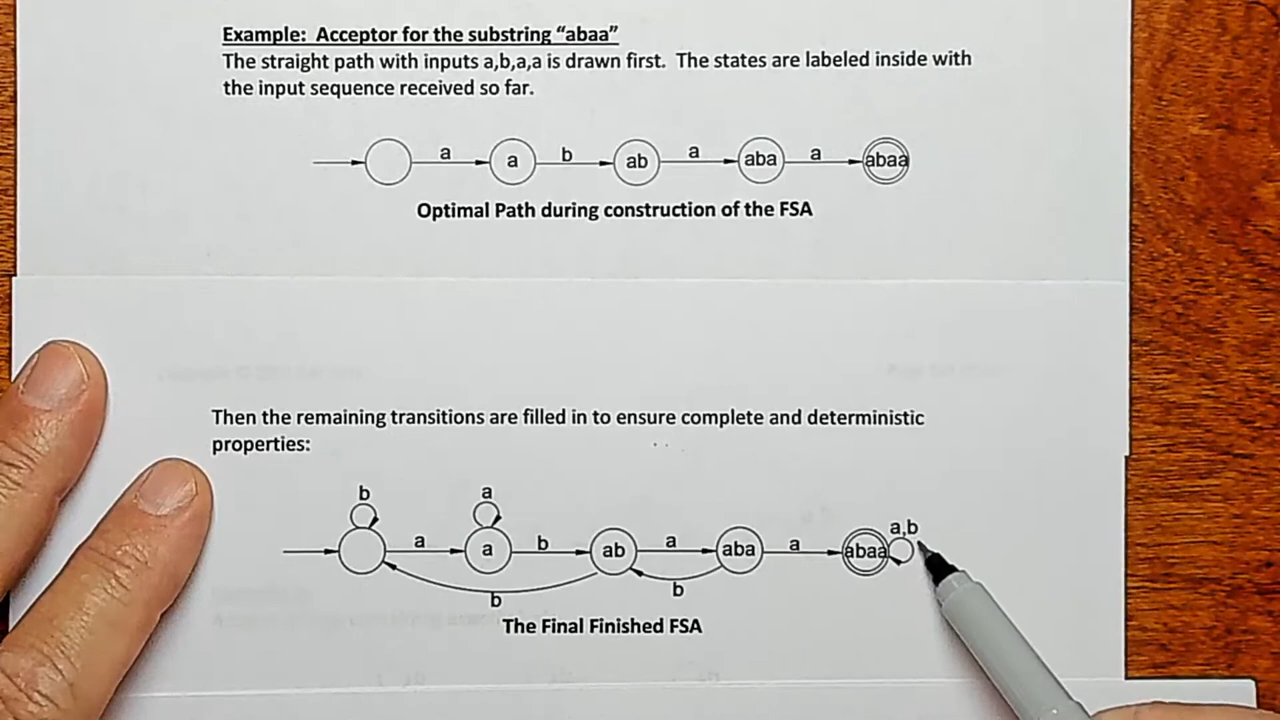 Example: Acceptor for the substring “abaa”
The straight path with inputs a,b,a,a is drawn first. The states are labeled inside with
the input sequence received so far.
a b a a
a ab aba abaa
Optimal Path during construction of the FSA
Then the remaining transitions are filled in to ensure complete and deterministic
properties:
b a a,b
a b a a
a ab aba abaa
b b
The Final Finished FSA